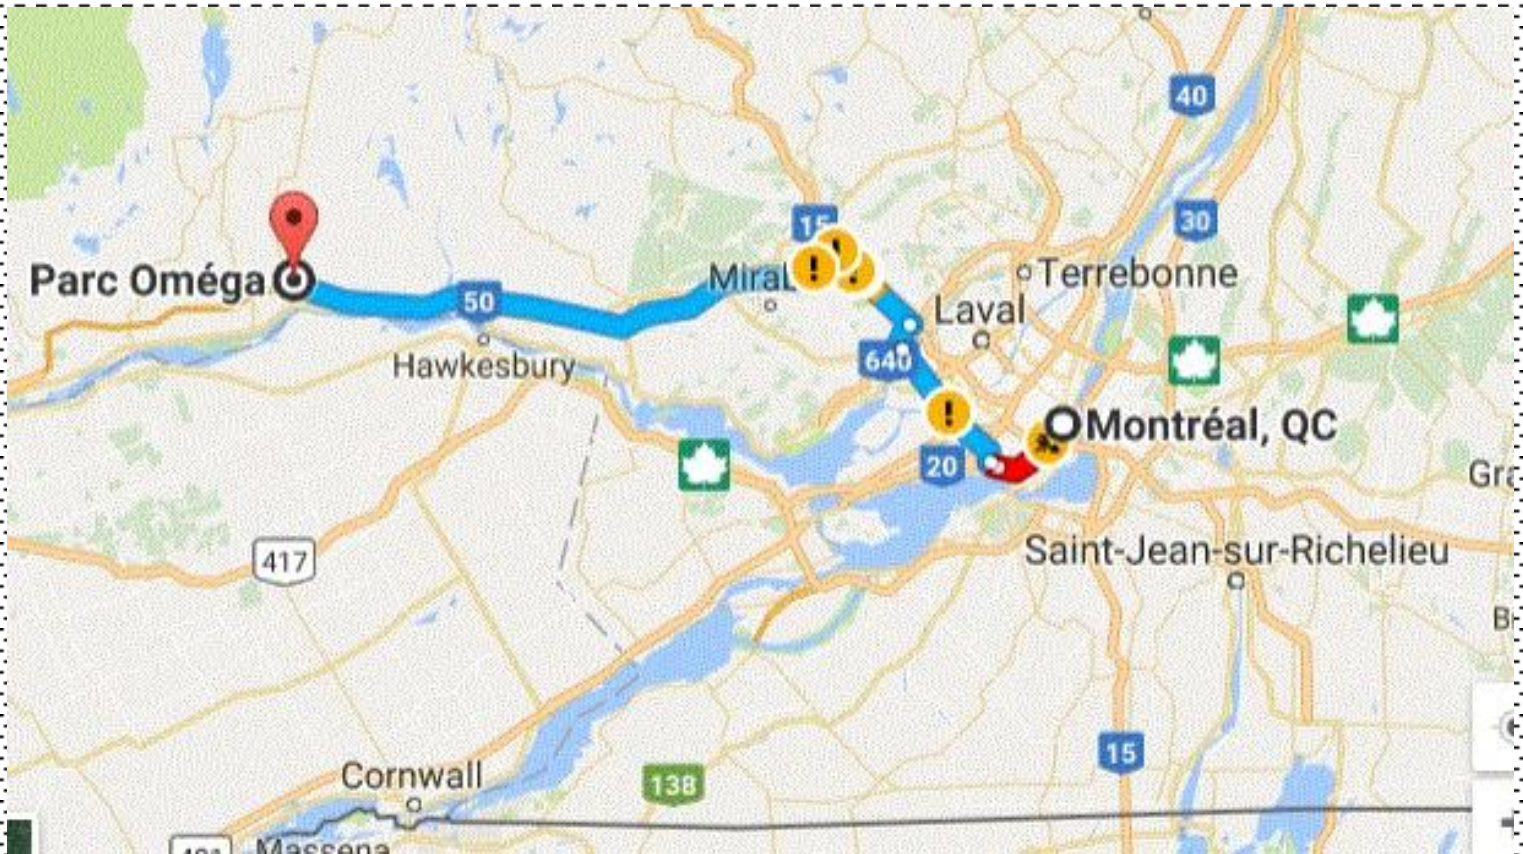 40
15
30
Parc Oméga
50
Mirab
Terrebonne
Laval
Hawkesbury
640
Montréal, QC
20
Gra
417
Saint-Jean-sur-Richelieu
B
15
Cornwall
138
Massena